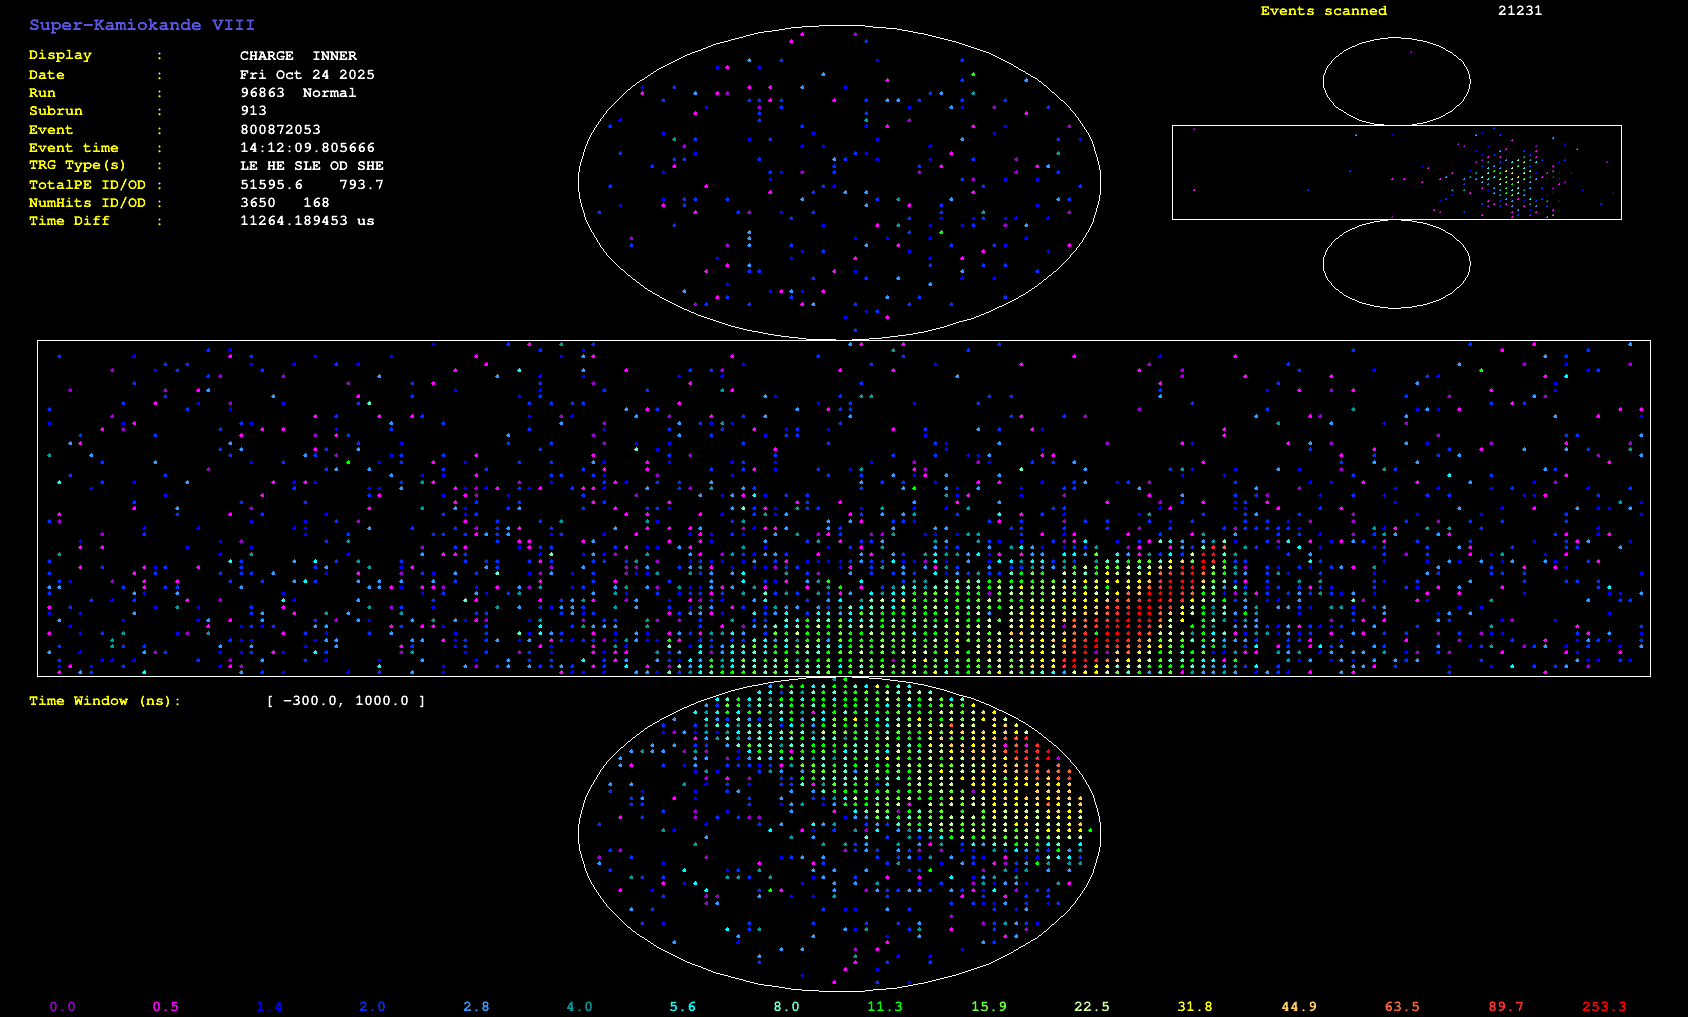 Super-Kamiokande VIII
Events scanned 21231
Display : CHARGE INNER
Date : Fri Oct 24 2025
Run : 96863 Normal
Subrun : 913
Event : 800872053
Event time : 14:12:09.805666
TRG Type(s) : LE HE SLE OD SHE
TotalPE ID/OD : 51595.6 793.7
NumHits ID/OD : 3650 168
Time Diff : 11264.189453 us
Time Window (ns): [ -300.0, 1000.0 ]
0.0 0.5 1.4 2.0 2.8 4.0 5.6 8.0 11.3 15.9 22.5 31.8 44.9 63.5 89.7 253.3